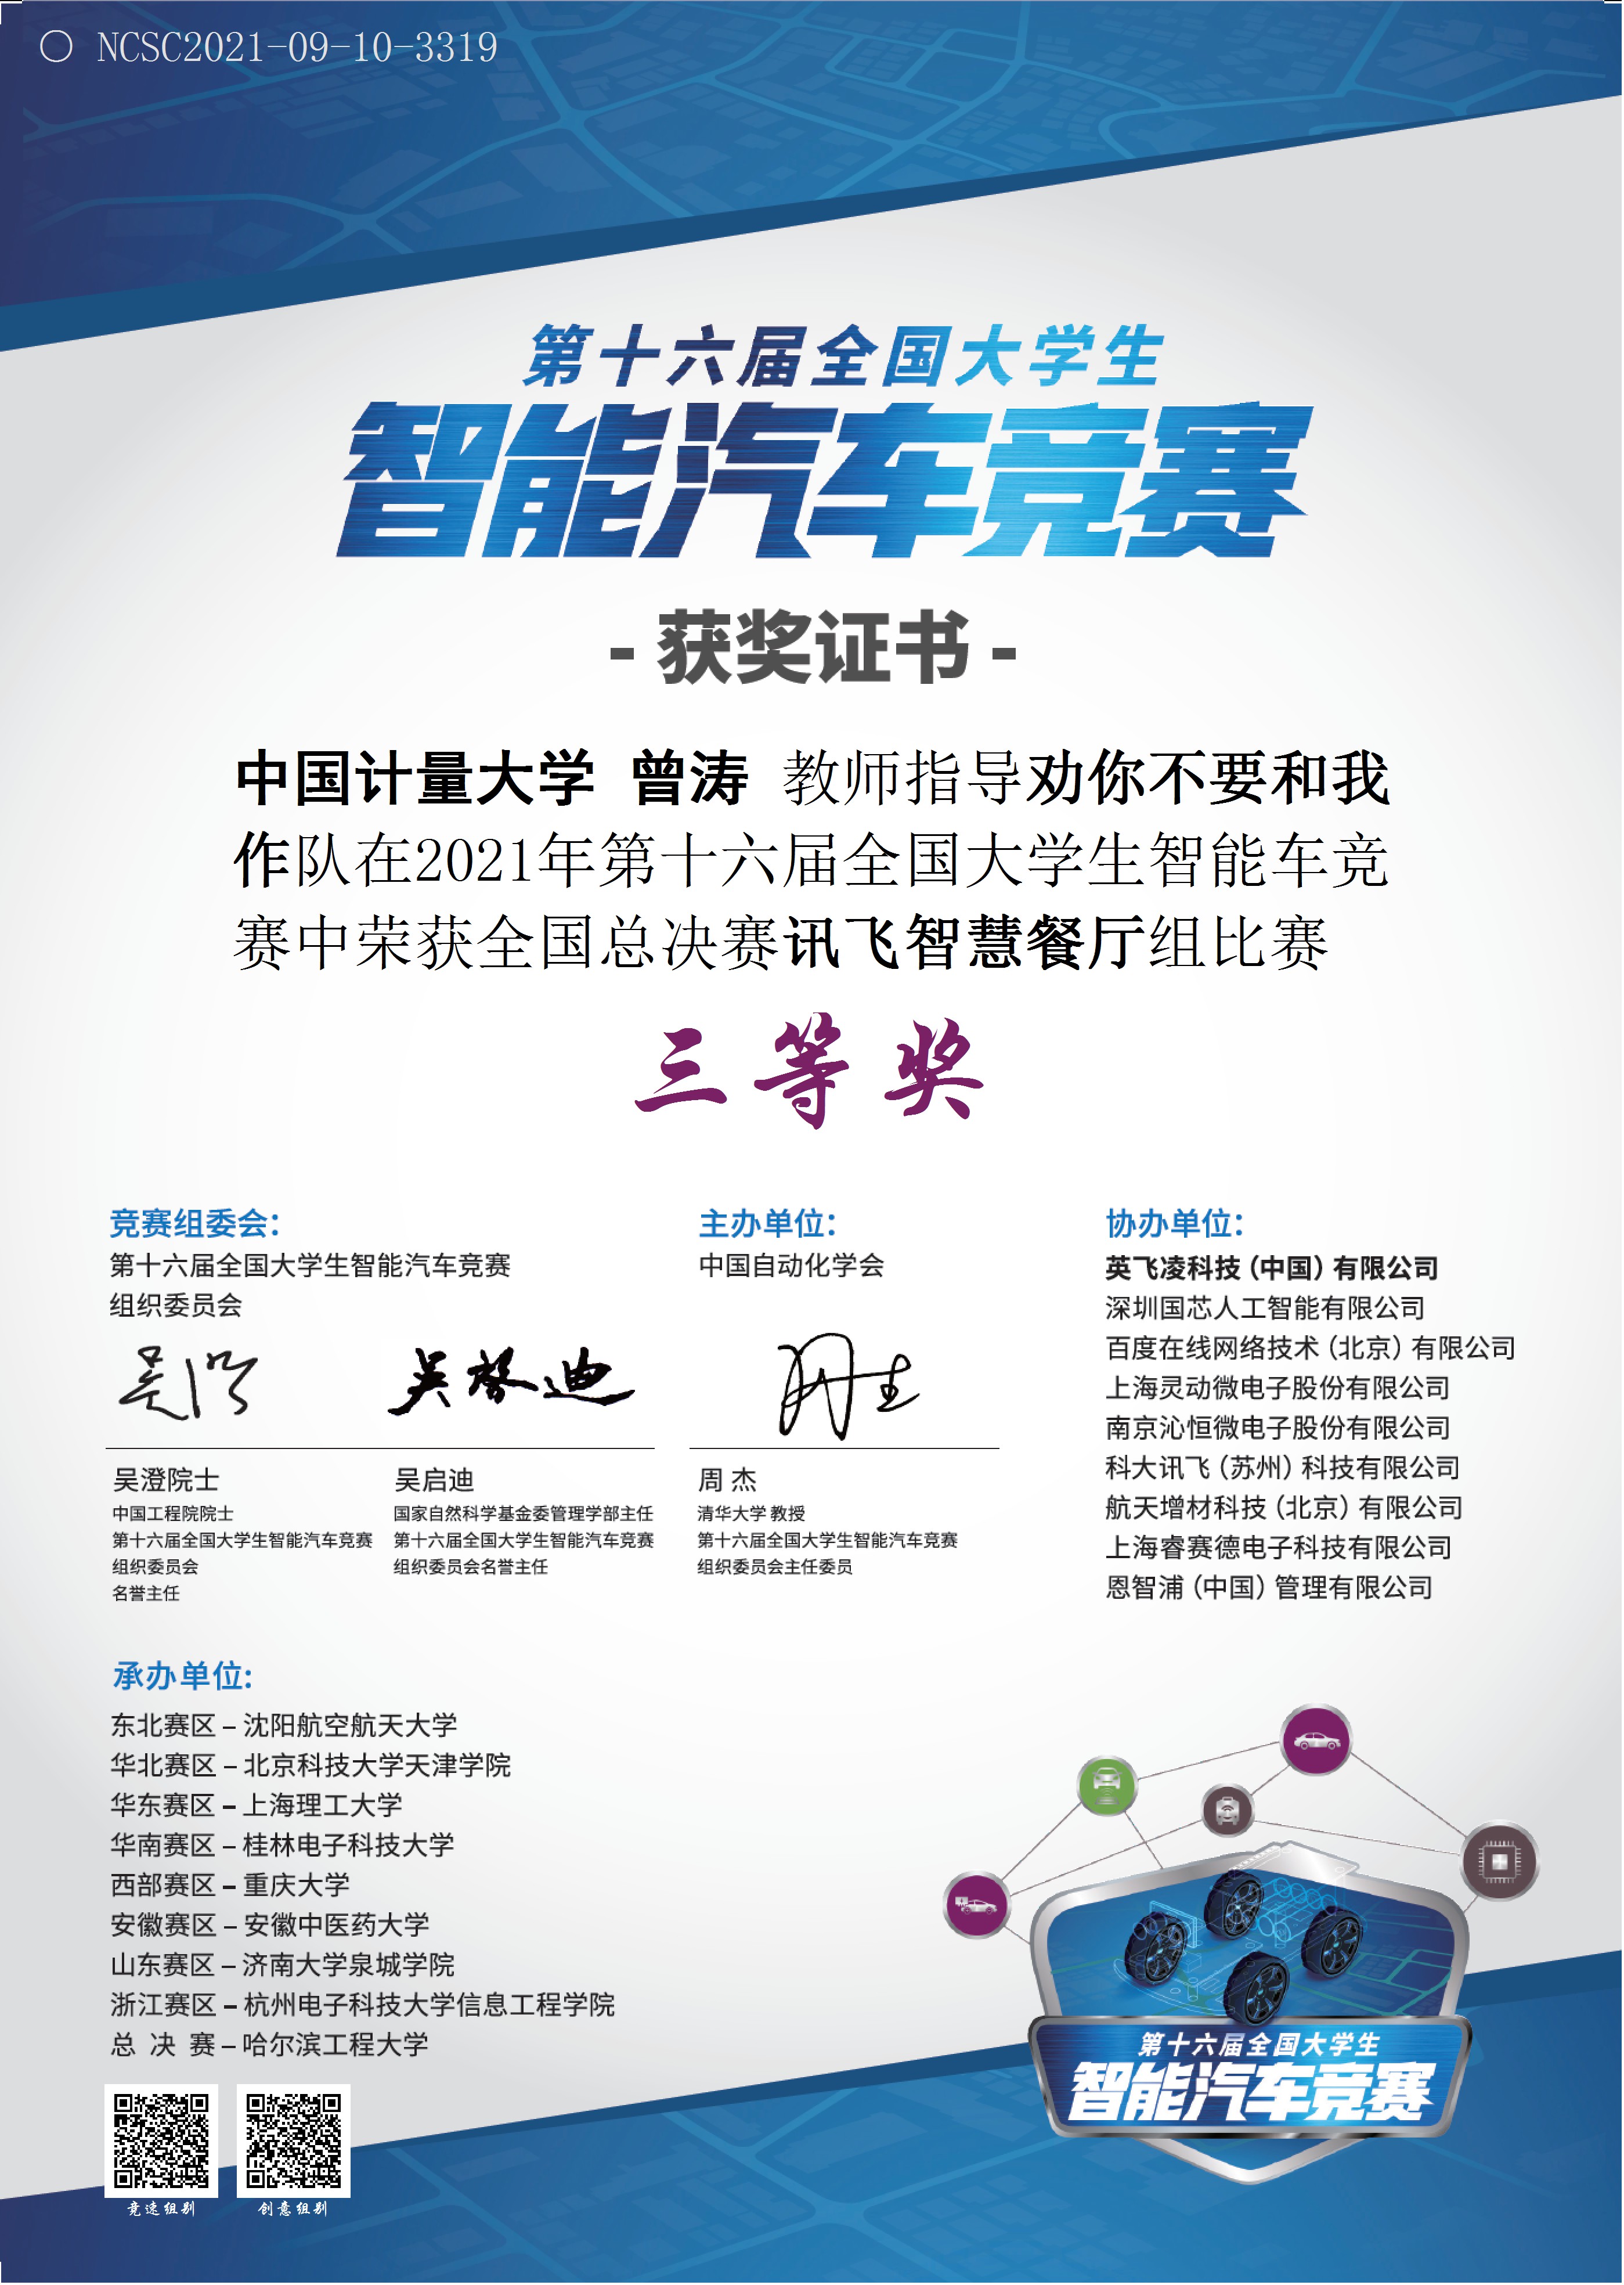 ○ NCSC2021-09-10-3319
第十六届全国大学生
智能汽车竞赛
- 获奖证书 -
中国计量大学 曾涛 教师指导劝你不要和我
作队在2021年第十六届全国大学生智能车竞
赛中荣获全国总决赛讯飞智慧餐厅组比赛
三等奖
竞赛组委会：
第十六届全国大学生智能汽车竞赛
组织委员会
吴澄
吴启迪
吴澄院士
中国工程院院士
第十六届全国大学生智能汽车竞赛
组织委员会
名誉主任
吴启迪
国家自然科学基金委管理学部主任
第十六届全国大学生智能汽车竞赛
组织委员会名誉主任
主办单位：
中国自动化学会
周杰
周 杰
清华大学 教授
第十六届全国大学生智能汽车竞赛
组织委员会主任委员
协办单位：
英飞凌科技（中国）有限公司
深圳国芯人工智能有限公司
百度在线网络技术（北京）有限公司
上海灵动微电子股份有限公司
南京沁恒微电子股份有限公司
科大讯飞（苏州）科技有限公司
航天增材科技（北京）有限公司
上海睿赛德电子科技有限公司
恩智浦（中国）管理有限公司
承办单位:
东北赛区 – 沈阳航空航天大学
华北赛区 – 北京科技大学天津学院
华东赛区 – 上海理工大学
华南赛区 – 桂林电子科技大学
西部赛区 – 重庆大学
安徽赛区 – 安徽中医药大学
山东赛区 – 济南大学泉城学院
浙江赛区 – 杭州电子科技大学信息工程学院
总 决 赛 – 哈尔滨工程大学
竞速组别
创意组别
第十六届全国大学生
智能汽车竞赛